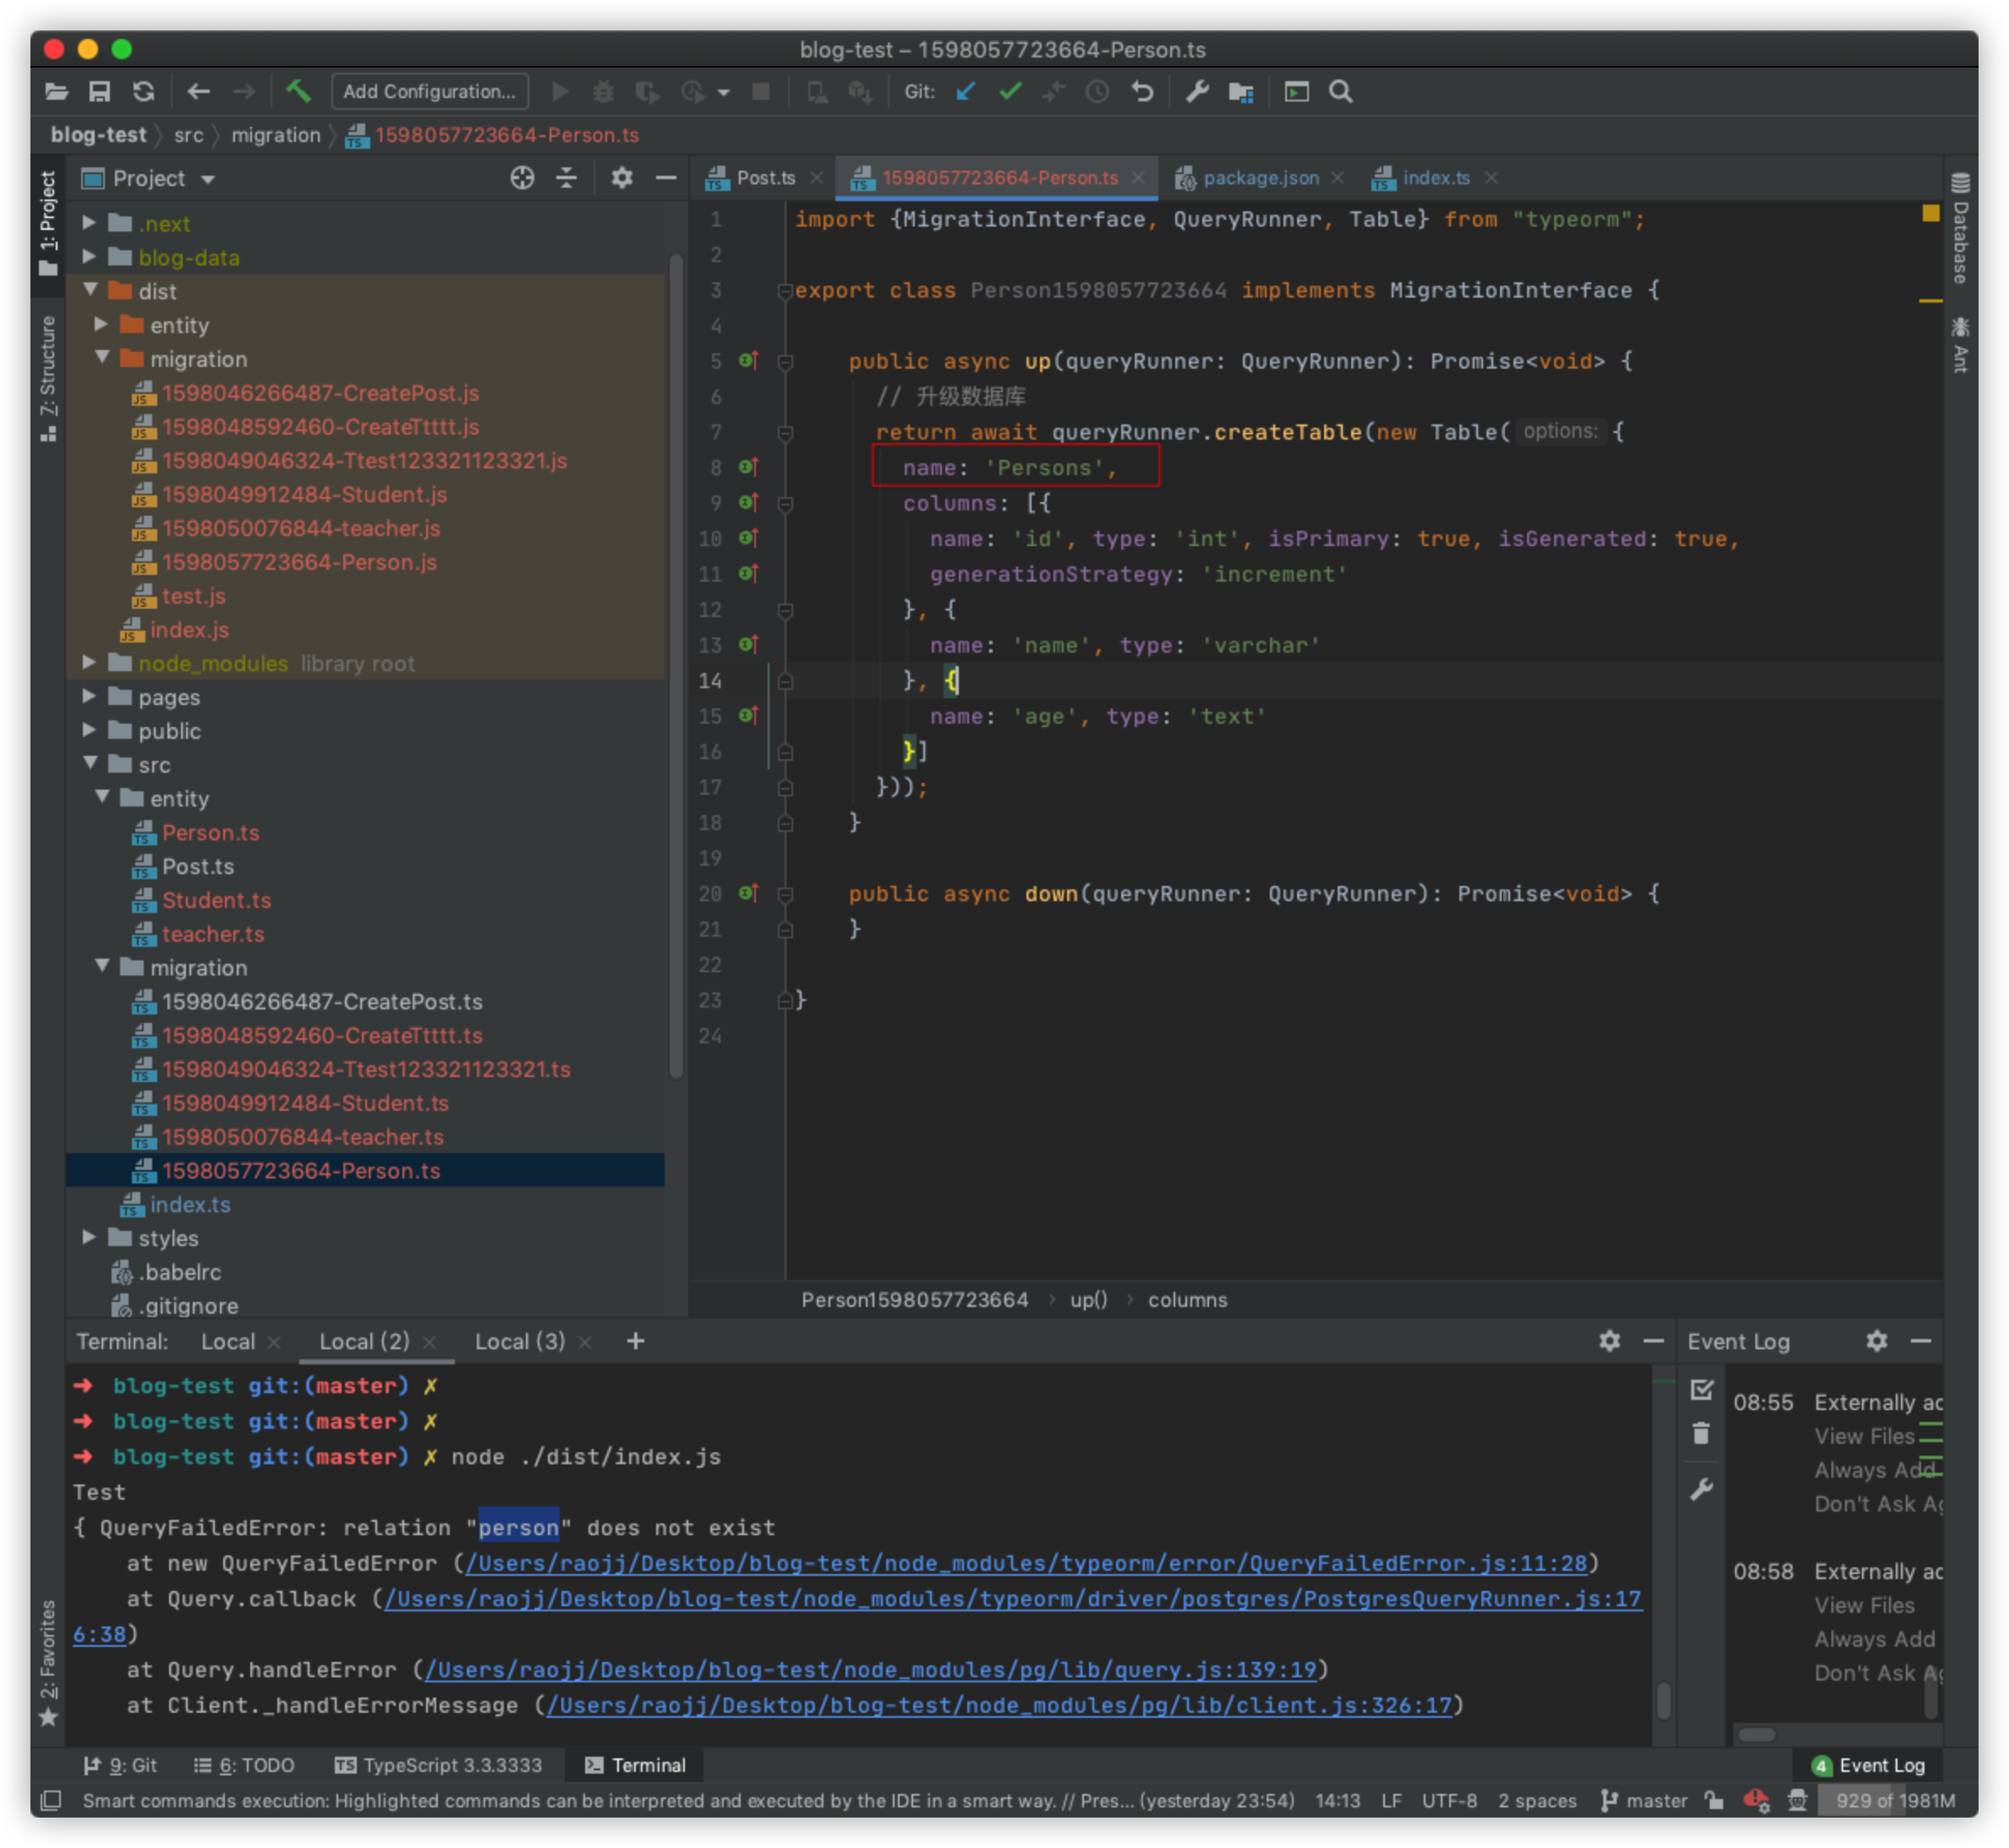 blog-test – 1598057723664-Person.ts
Add Configuration...
Git:
blog-test
src
migration
1598057723664-Person.ts
1: Project
Z: Structure
2: Favorites
Project
.next
blog-data
dist
entity
migration
1598046266487-CreatePost.js
1598048592460-CreateTtttt.js
1598049046324-Ttest123321123321.js
1598049912484-Student.js
1598050076844-teacher.js
1598057723664-Person.js
test.js
index.js
node_modules library root
pages
public
src
entity
Person.ts
Post.ts
Student.ts
teacher.ts
migration
1598046266487-CreatePost.ts
1598048592460-CreateTtttt.ts
1598049046324-Ttest123321123321.ts
1598049912484-Student.ts
1598050076844-teacher.ts
1598057723664-Person.ts
index.ts
styles
.babelrc
.gitignore
Post.ts
1598057723664-Person.ts
package.json
index.ts
1 import {MigrationInterface, QueryRunner, Table} from "typeorm";
2
3 export class Person1598057723664 implements MigrationInterface {
4
5 public async up(queryRunner: QueryRunner): Promise<void> {
6 // 升级数据库
7 return await queryRunner.createTable(new Table( options: {
8 name: 'Persons',
9 columns: [{
10 name: 'id', type: 'int', isPrimary: true, isGenerated: true,
11 generationStrategy: 'increment'
12 }, {
13 name: 'name', type: 'varchar'
14 }, {
15 name: 'age', type: 'text'
16 }]
17 }));
18 }
19
20 public async down(queryRunner: QueryRunner): Promise<void> {
21 }
22
23 }
24
Person1598057723664 › up() › columns
Database
Ant
Terminal:
Local
Local (2)
Local (3)
➜ blog-test git:(master) ✗
➜ blog-test git:(master) ✗
➜ blog-test git:(master) ✗ node ./dist/index.js
Test
{ QueryFailedError: relation "person" does not exist
at new QueryFailedError (/Users/raojj/Desktop/blog-test/node_modules/typeorm/error/QueryFailedError.js:11:28)
at Query.callback (/Users/raojj/Desktop/blog-test/node_modules/typeorm/driver/postgres/PostgresQueryRunner.js:17
6:38)
at Query.handleError (/Users/raojj/Desktop/blog-test/node_modules/pg/lib/query.js:139:19)
at Client._handleErrorMessage (/Users/raojj/Desktop/blog-test/node_modules/pg/lib/client.js:326:17)
Event Log
08:55 Externally
View Files
Always Add
Don't Ask
08:58 Externally
View Files
Always Add
Don't Ask
9: Git
6: TODO
TypeScript 3.3.3333
Terminal
4 Event Log
Smart commands execution: Highlighted commands can be interpreted and executed by the IDE in a smart way. // Pres... (yesterday 23:54)
14:13
LF
UTF-8
2 spaces
master
929 of 1981M